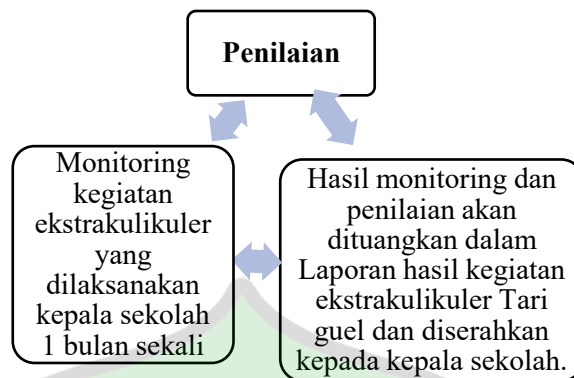 Penilaian
Monitoring
kegiatan
ekstrakulikuler
yang
dilaksanakan
kepala sekolah
1 bulan sekali
Hasil monitoring dan
penilaian akan
dituangkan dalam
Laporan hasil kegiatan
ekstrakulikuler Tari
guel dan diserahkan
kepada kepala sekolah.